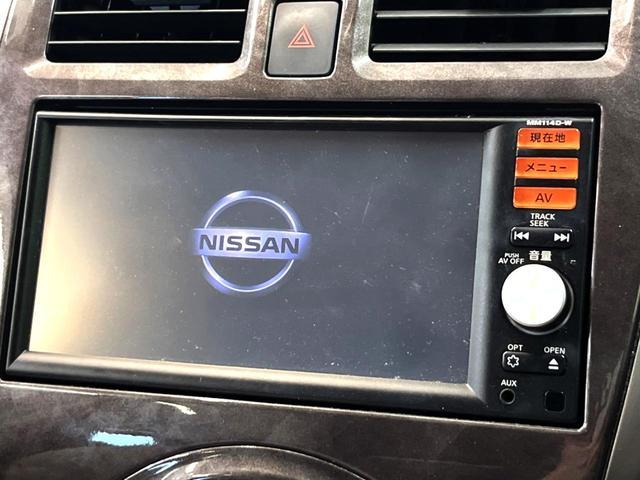 MM114D-W
現在地
メニュー
AV
TRACK
SEEK
NISSAN
PUSH
AV OFF
音量
OPT
OPEN
AUX